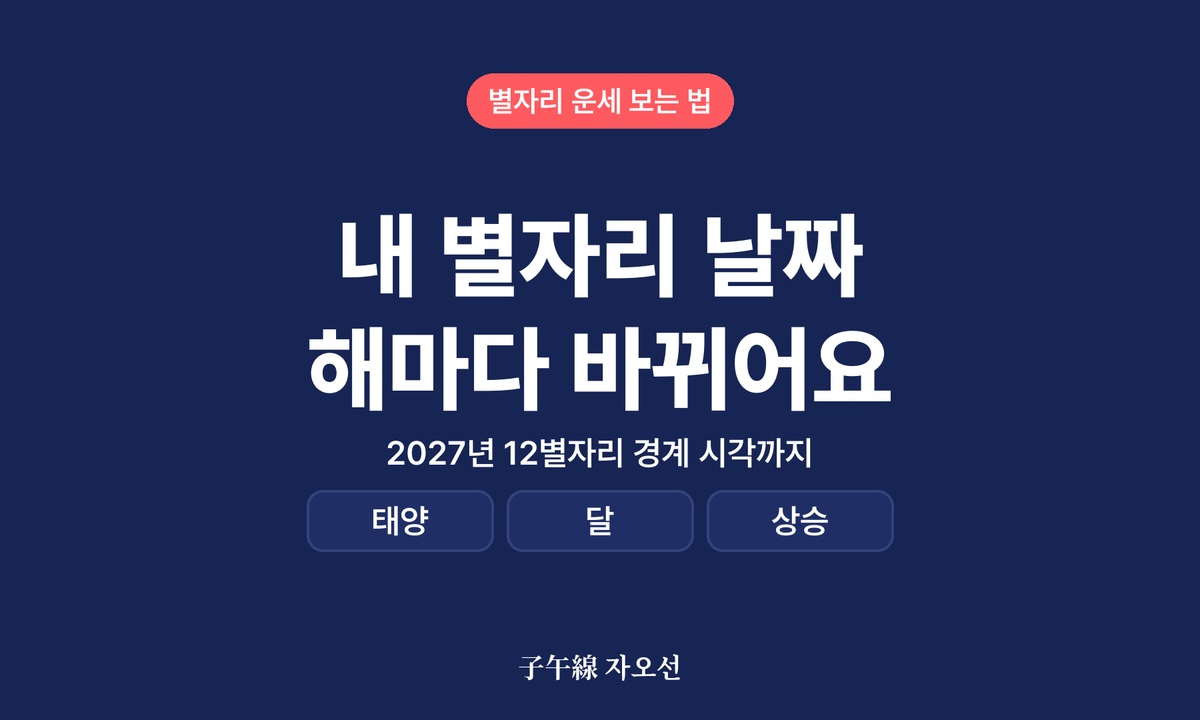 별자리 운세 보는 법
내 별자리 날짜
해마다 바뀌어요
2027년 12별자리 경계 시각까지
태양 달 상승
子午線 자오선